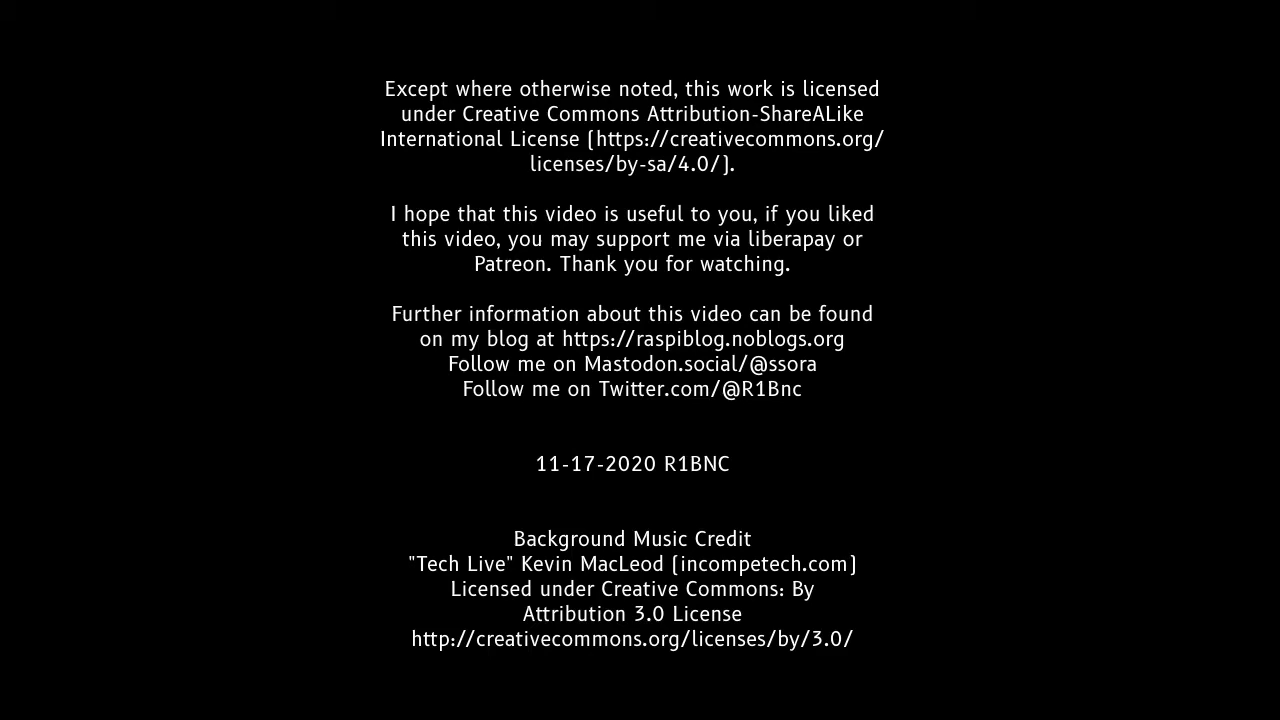 Except where otherwise noted, this work is licensed
under Creative Commons Attribution-ShareALike
International License (https://creativecommons.org/
licenses/by-sa/4.0/).
I hope that this video is useful to you, if you liked
this video, you may support me via liberapay or
Patreon. Thank you for watching.
Further information about this video can be found
on my blog at https://raspiblog.noblogs.org
Follow me on Mastodon.social/@ssora
Follow me on Twitter.com/@R1Bnc
11-17-2020 R1BNC
Background Music Credit
"Tech Live" Kevin MacLeod (incompetech.com)
Licensed under Creative Commons: By
Attribution 3.0 License
http://creativecommons.org/licenses/by/3.0/